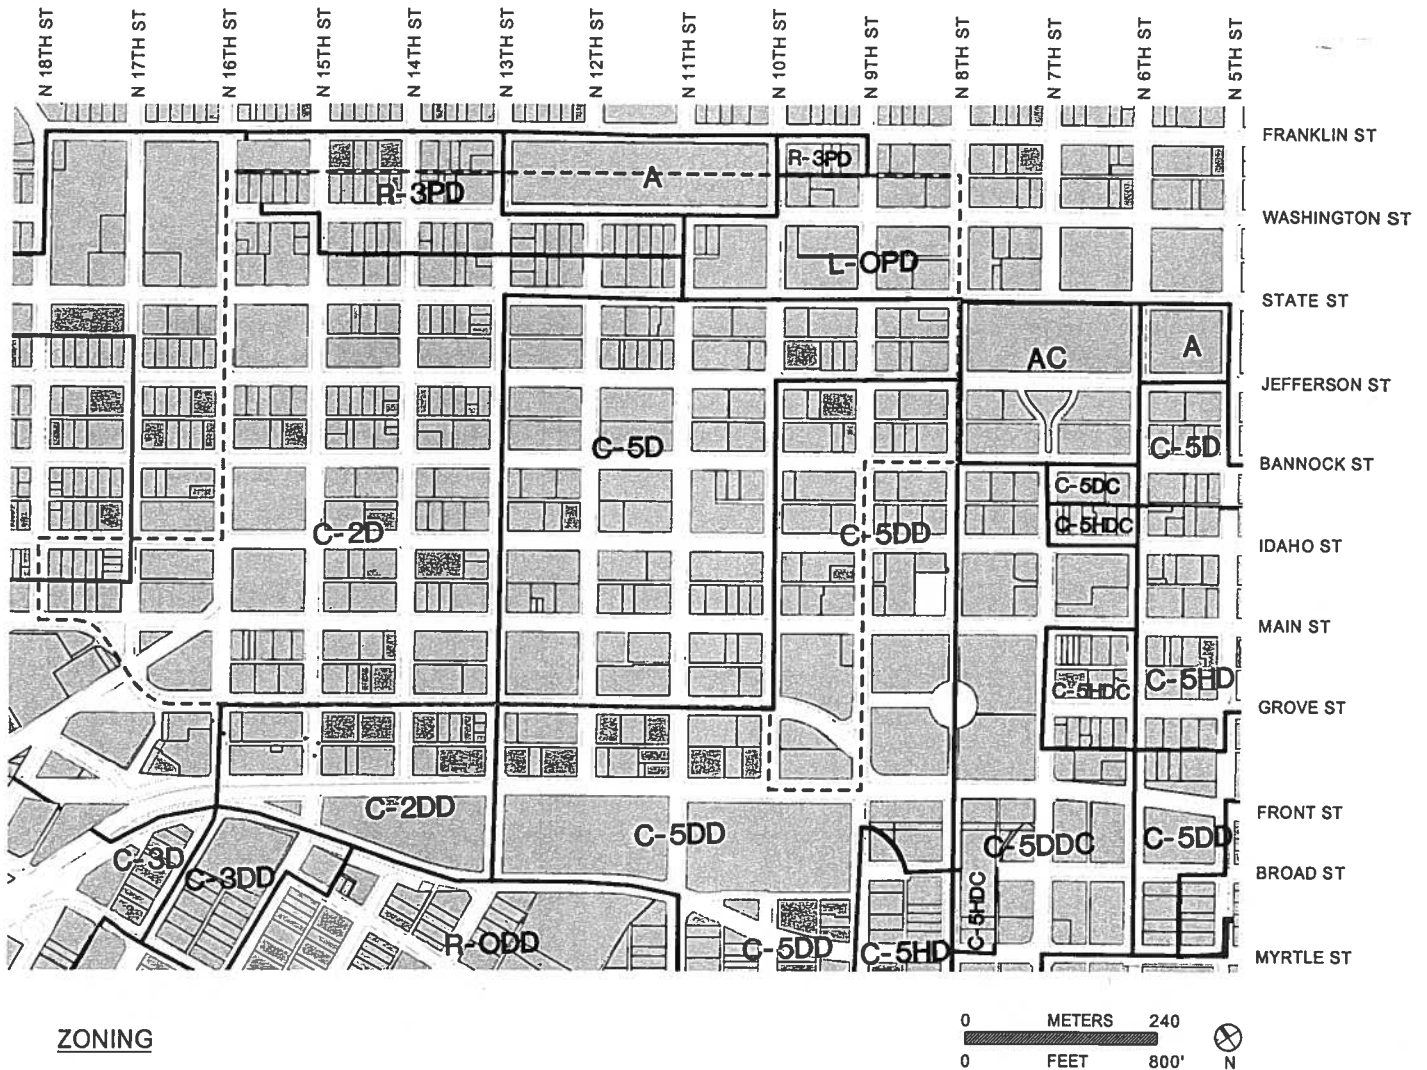 N 18TH ST
N 17TH ST
N 16TH ST
N 15TH ST
N 14TH ST
N 13TH ST
N 12TH ST
N 11TH ST
N 10TH ST
N 9TH ST
N 8TH ST
N 7TH ST
N 6TH ST
N 5TH ST
FRANKLIN ST
R-3PD
A
R-3PD
WASHINGTON ST
L-OPD
STATE ST
A
AC
JEFFERSON ST
C-5D
C-5D
BANNOCK ST
C-5DC
C-5HDC
C-2D
C-5DD
IDAHO ST
MAIN ST
C-5HDC
C-5HD
GROVE ST
C-2DD
C-5DD
C-5DDC
C-5DD
FRONT ST
C-3D
C-3DD
BROAD ST
C-5HDC
R-ODD
C-5DD
C-5HD
MYRTLE ST
ZONING
0 METERS 240
0 FEET 800'
N